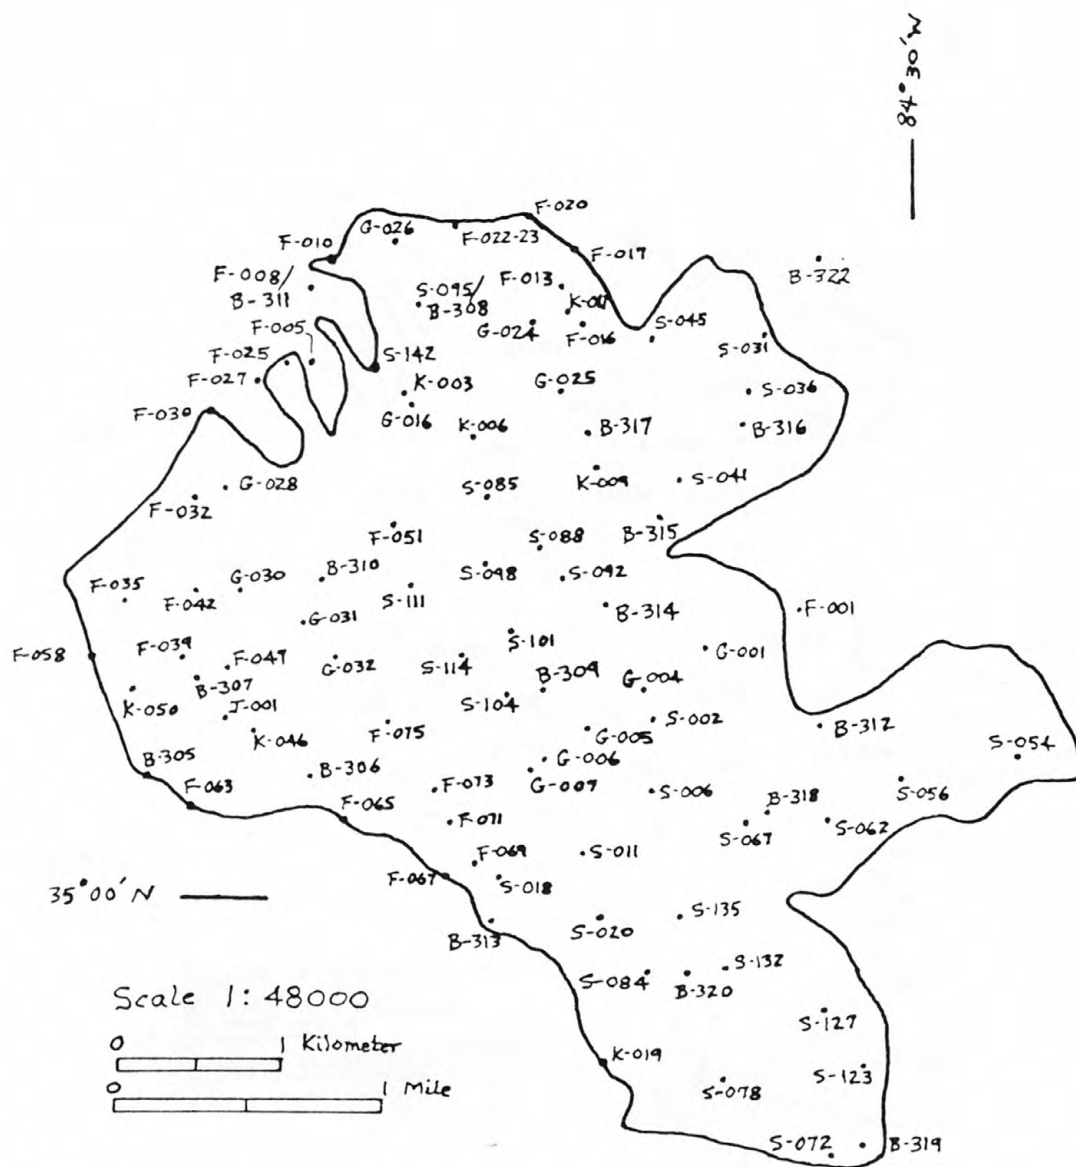 84°30'W
F-020
G-026
F-022-23
F-010
F-017
F-008/
B-311
B-322
F-013
S-095/
B-308
K-011
F-005
G-024
F-016
S-045
F-025
S-142
S-031
F-027
K-003
G-025
S-036
F-030
G-016
K-006
B-317
B-316
G-028
S-085
K-009
S-041
F-032
F-051
S-088
B-315
F-035
G-030
B-310
S-098
S-092
F-042
S-111
B-314
F-001
G-031
S-101
F-058
F-039
F-047
G-032
S-114
B-309
G-001
B-307
G-004
K-050
J-001
S-104
S-002
B-312
K-046
F-075
G-005
S-054
B-305
B-306
G-006
F-063
F-073
G-007
S-006
B-318
S-056
F-065
F-071
S-067
S-062
F-069
S-011
35°00'N
F-067
S-018
B-313
S-020
S-135
S-084
B-320
S-132
Scale 1:48000
0 1 Kilometer
0 1 Mile
S-127
K-019
S-078
S-123
S-072
B-319